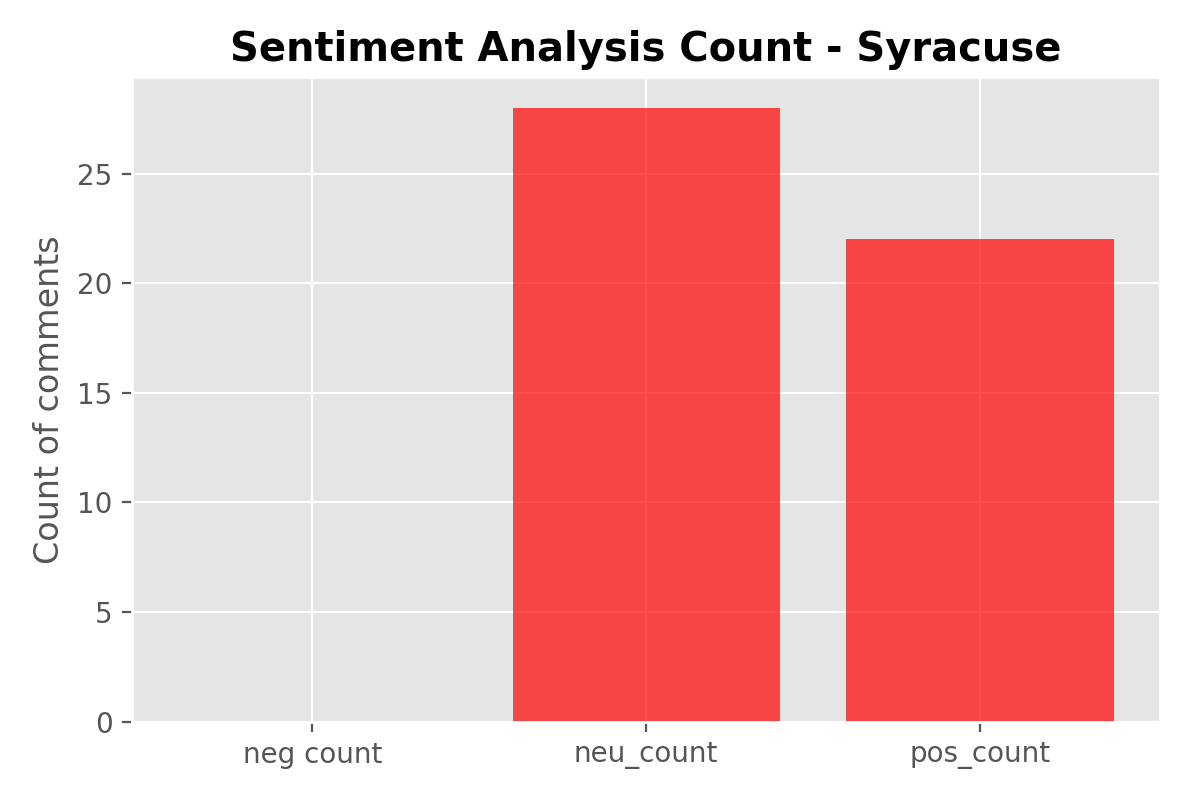 Sentiment Analysis Count - Syracuse
Count of comments
25
20
15
10
5
0
neg count
neu_count
pos_count